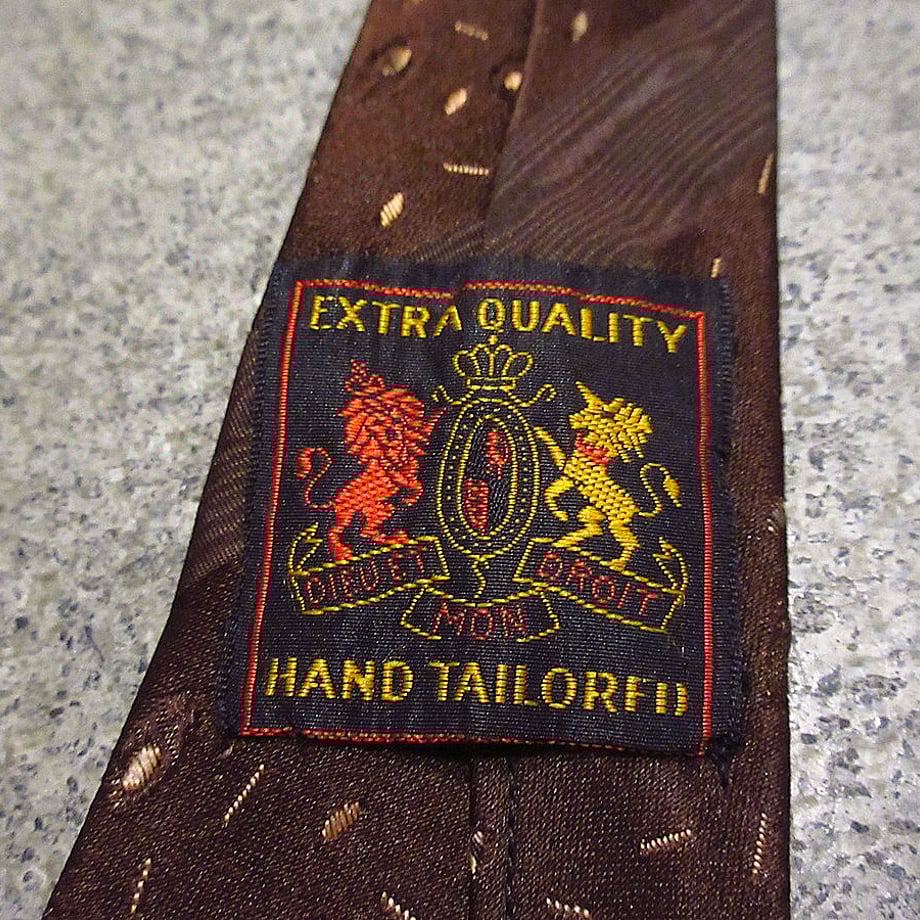 EXTRA QUALITY
DIEU ET
MON
DROIT
HAND TAILORED